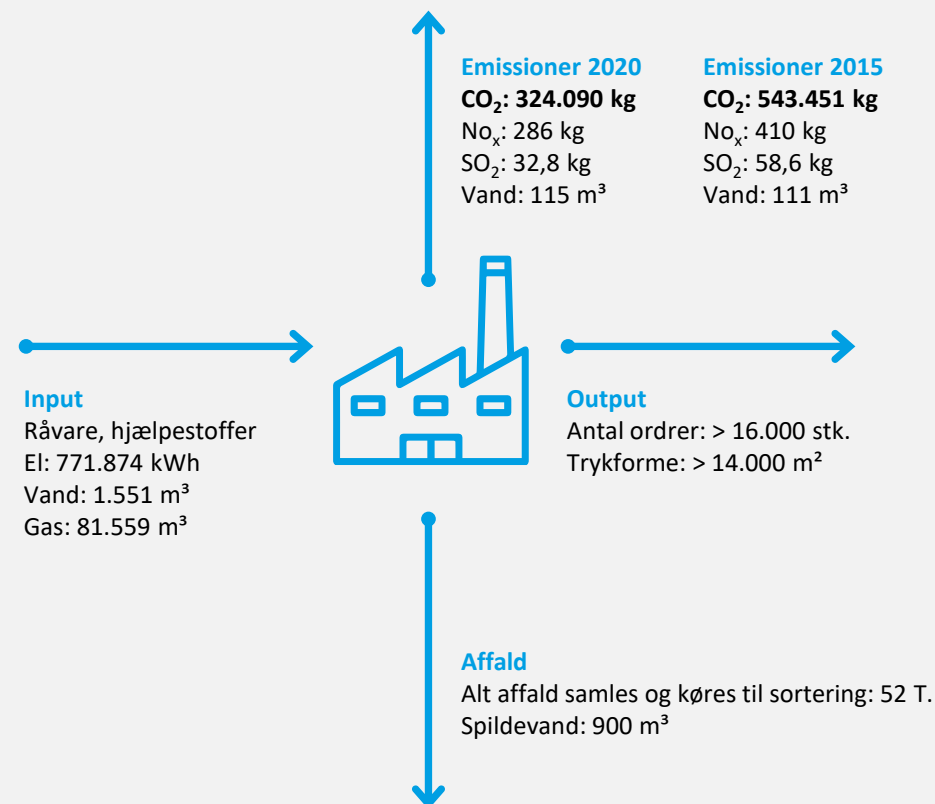 Emissioner 2020
CO₂: 324.090 kg
Noₓ: 286 kg
SO₂: 32,8 kg
Vand: 115 m³
Emissioner 2015
CO₂: 543.451 kg
Noₓ: 410 kg
SO₂: 58,6 kg
Vand: 111 m³
Input
Råvare, hjælpestoffer
El: 771.874 kWh
Vand: 1.551 m³
Gas: 81.559 m³
Output
Antal ordrer: > 16.000 stk.
Trykforme: > 14.000 m²
Affald
Alt affald samles og køres til sortering: 52 T.
Spildevand: 900 m³